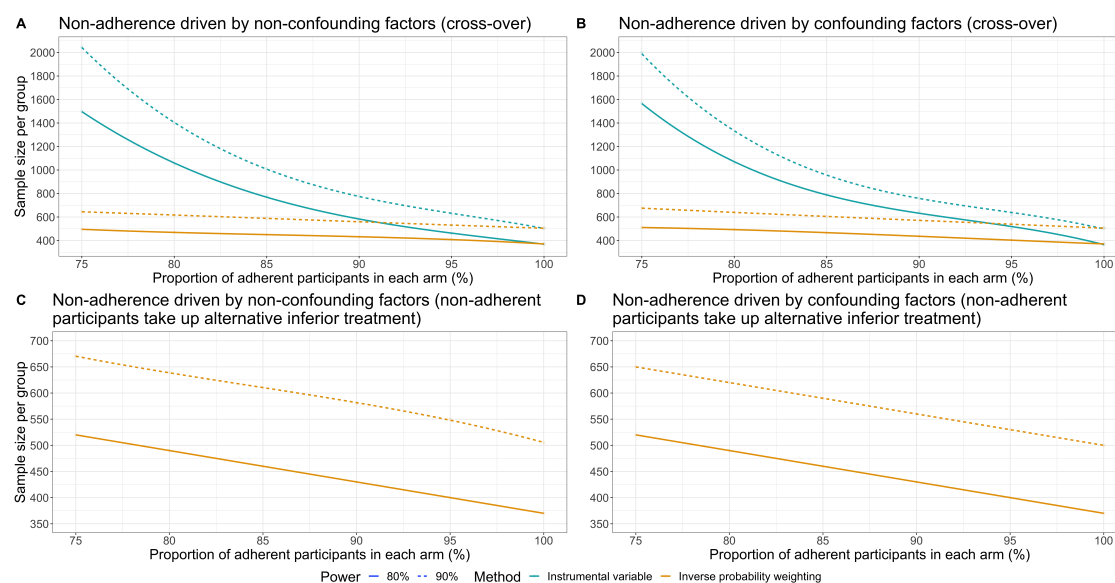 A Non-adherence driven by non-confounding factors (cross-over)
Sample size per group
2000
1800
1600
1400
1200
1000
800
600
400
75 80 85 90 95 100
Proportion of adherent participants in each arm (%)
B Non-adherence driven by confounding factors (cross-over)
2000
1800
1600
1400
1200
1000
800
600
400
75 80 85 90 95 100
Proportion of adherent participants in each arm (%)
C Non-adherence driven by non-confounding factors (non-adherent
participants take up alternative inferior treatment)
Sample size per group
700
650
600
550
500
450
400
350
75 80 85 90 95 100
Proportion of adherent participants in each arm (%)
D Non-adherence driven by confounding factors (non-adherent
participants take up alternative inferior treatment)
700
650
600
550
500
450
400
350
75 80 85 90 95 100
Proportion of adherent participants in each arm (%)
Power 80% 90% Method Instrumental variable Inverse probability weighting